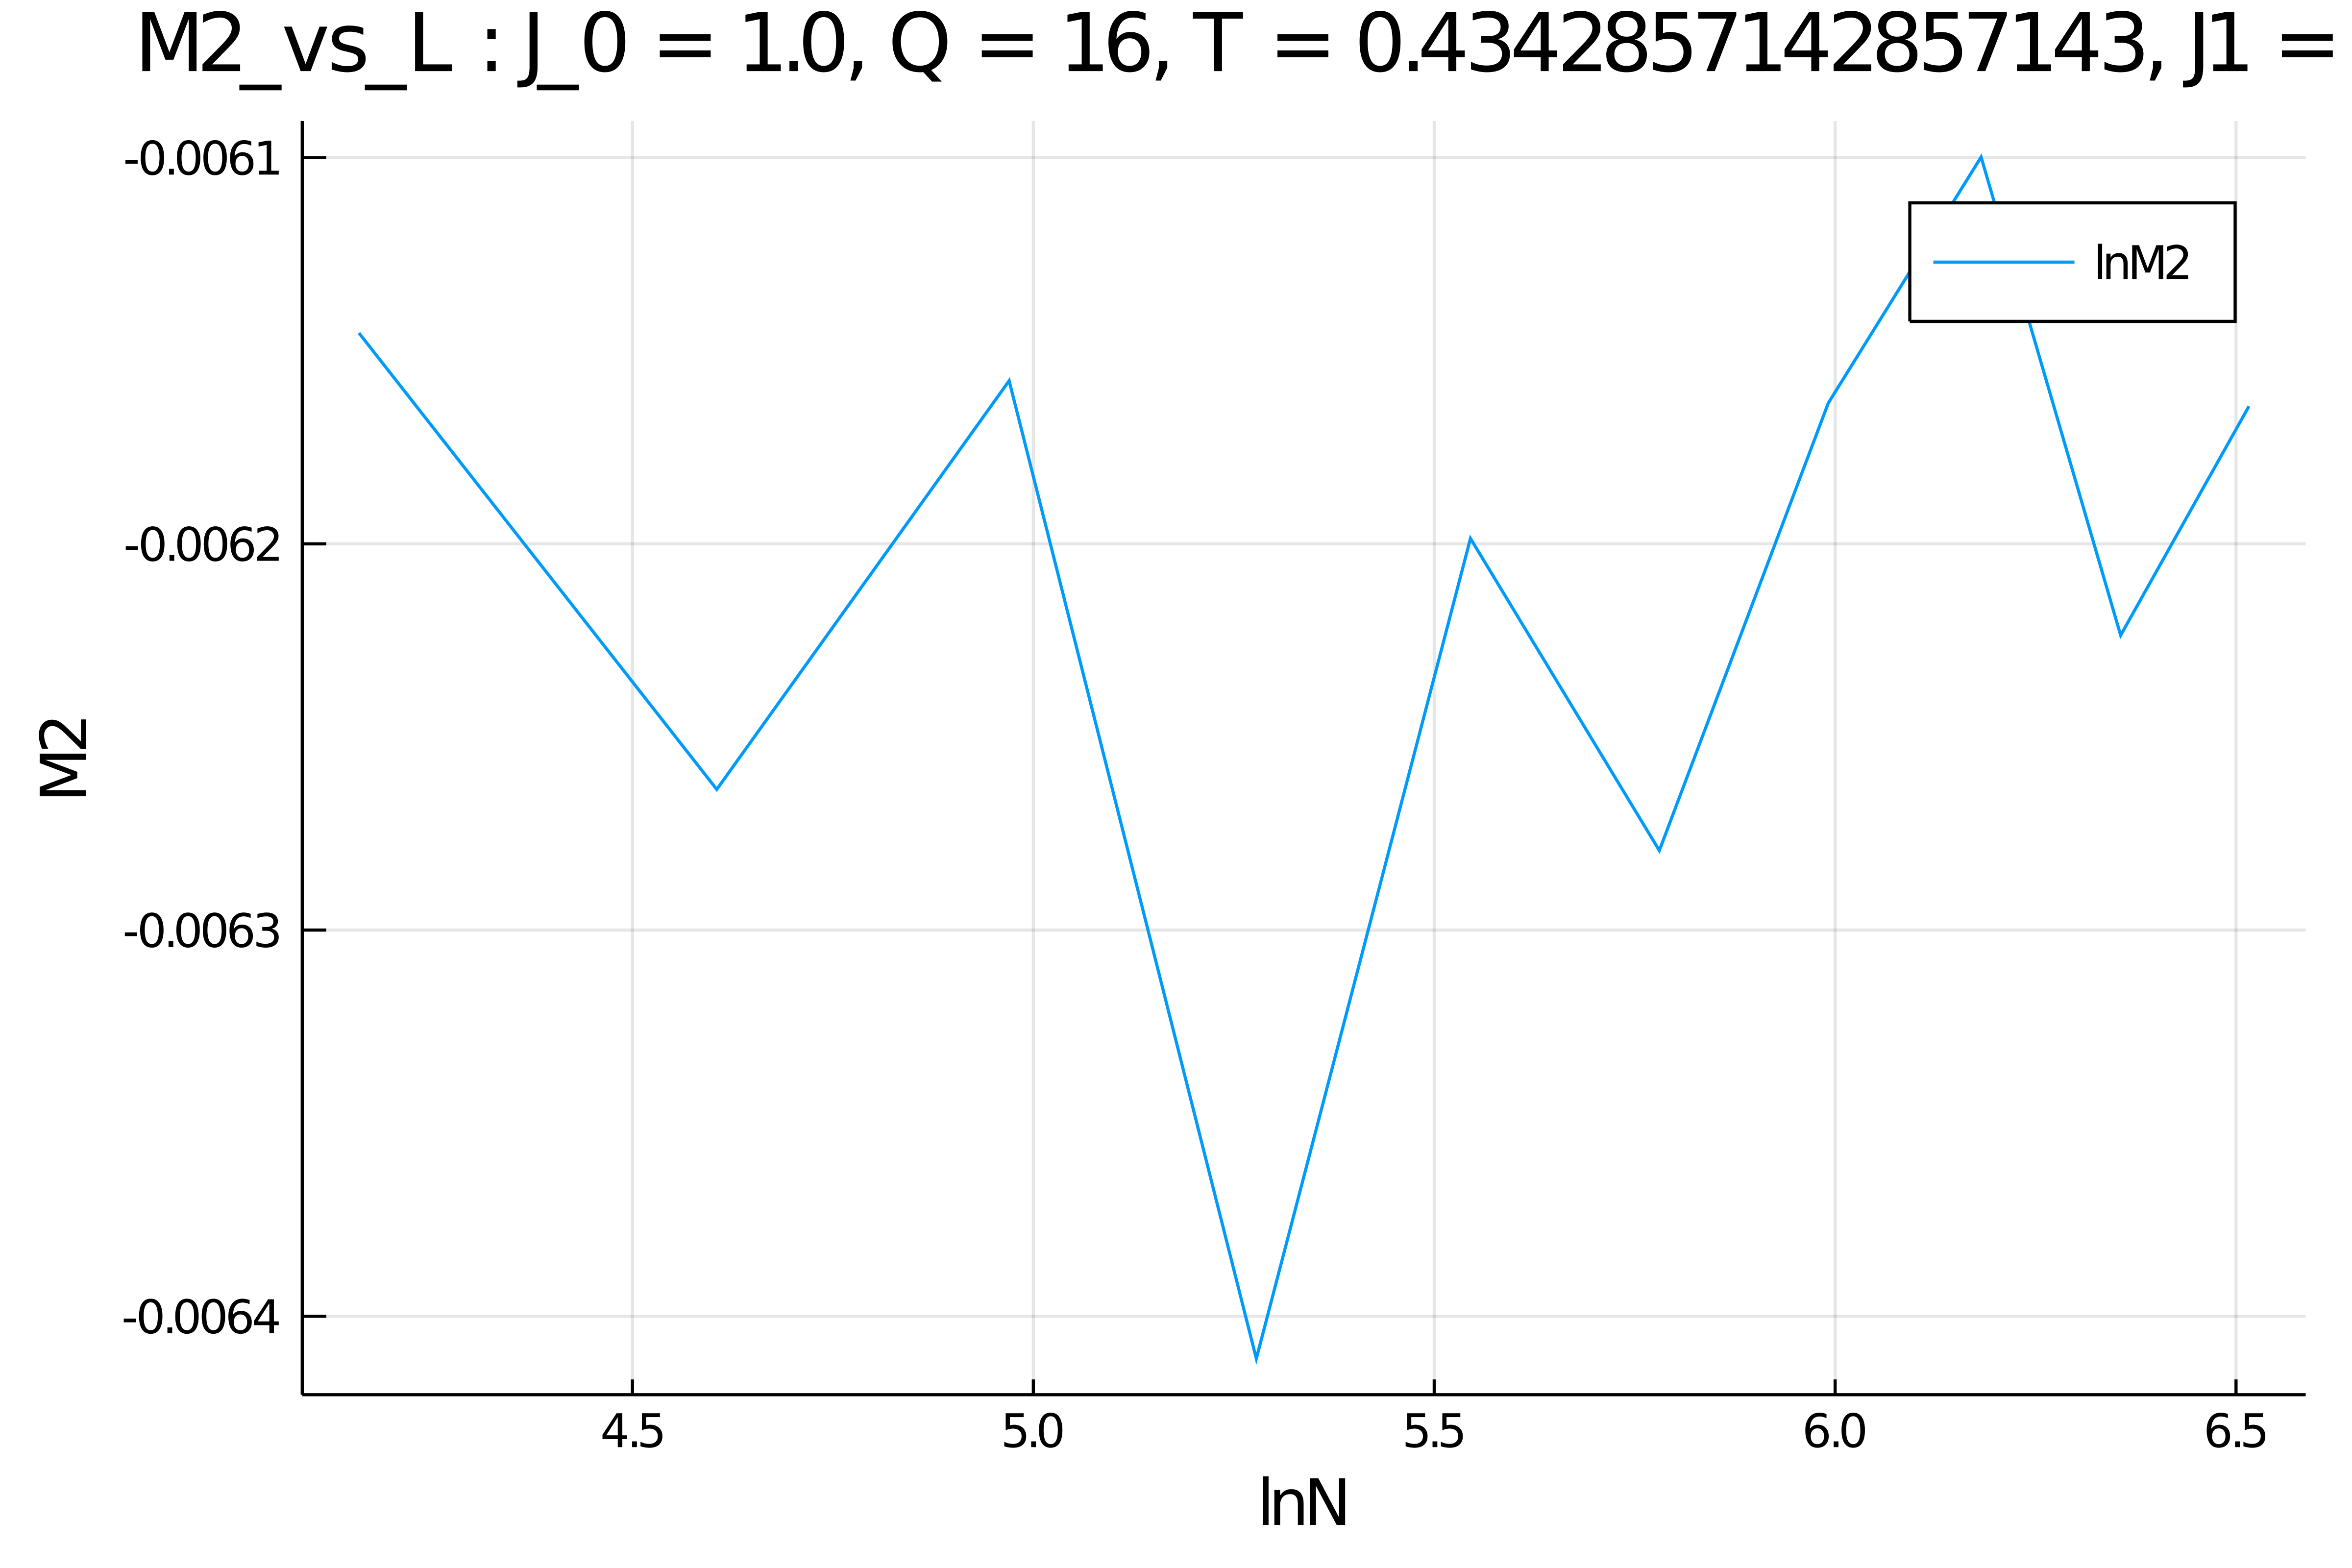 M2_vs_L : J_0 = 1.0, Q = 16, T = 0.4342857142857143, J1 =
-0.0061
lnM2
-0.0062
M2
-0.0063
-0.0064
4.5 5.0 5.5 6.0 6.5
lnN